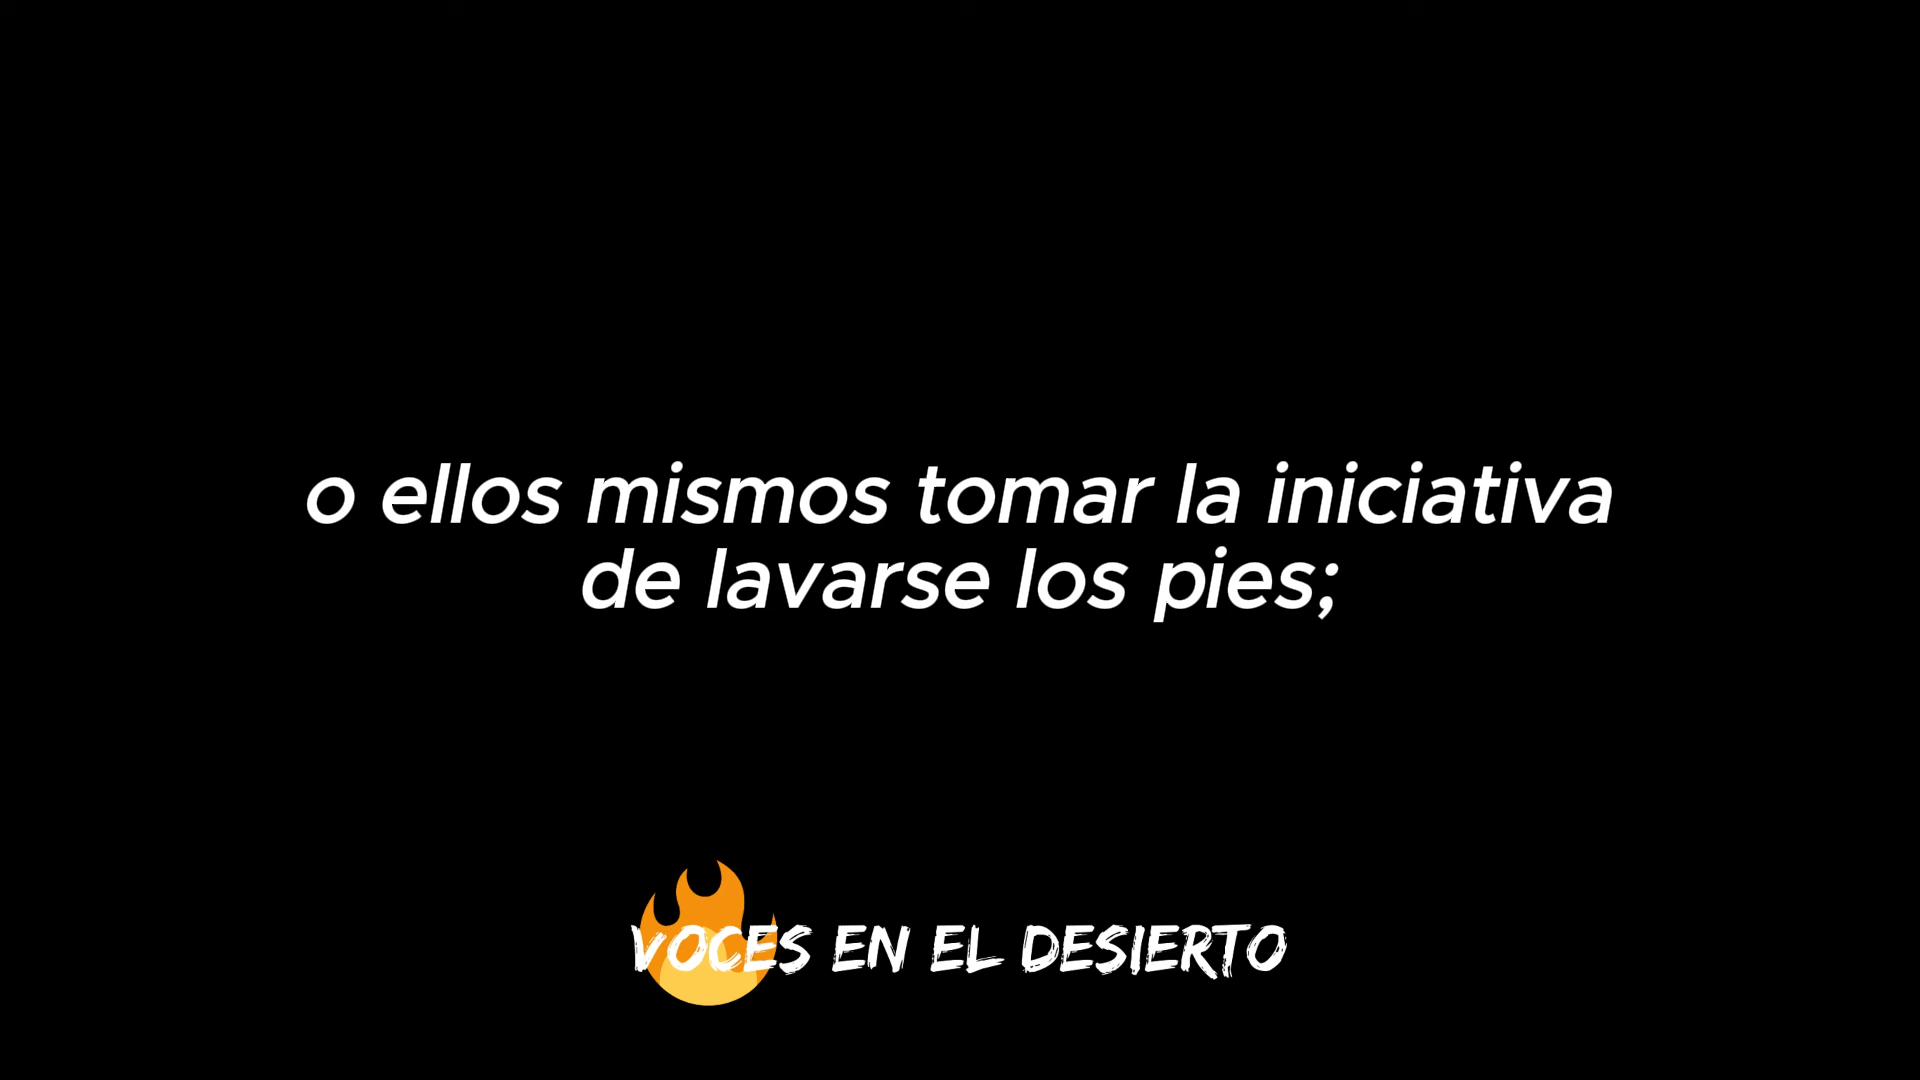 o ellos mismos tomar la iniciativa
de lavarse los pies;
VOCES EN EL DESIERTO